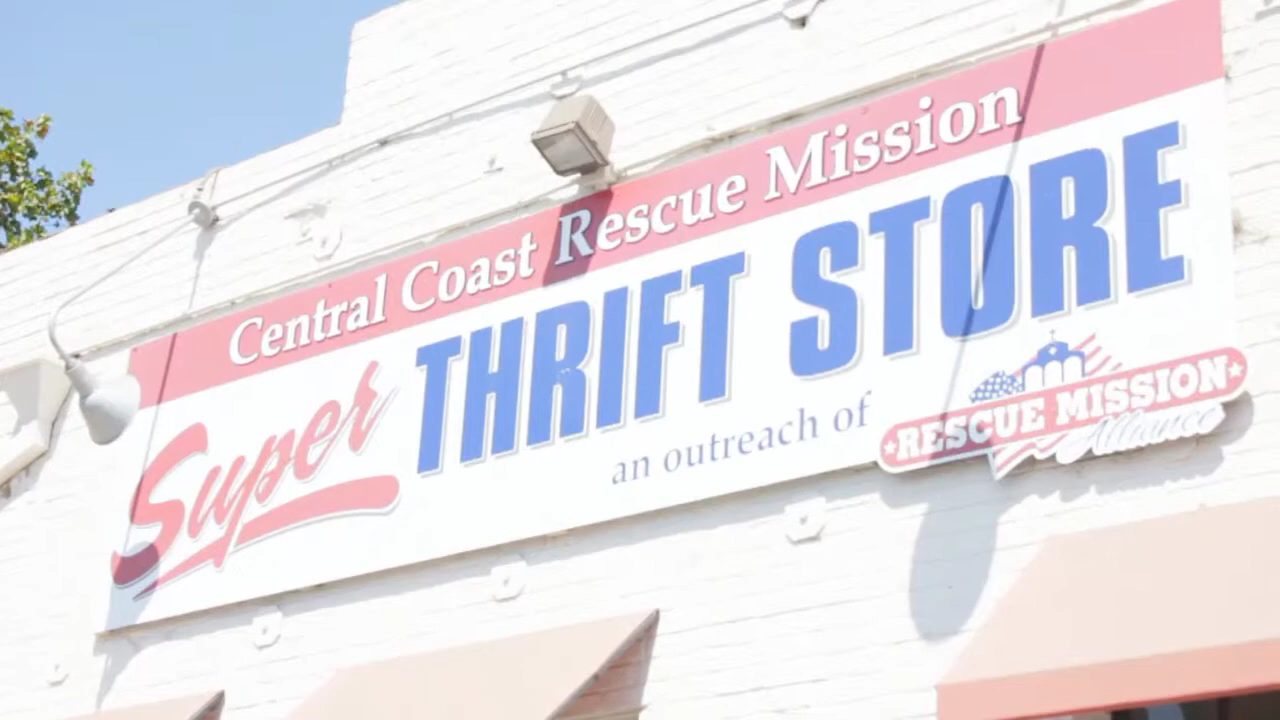 Central Coast Rescue Mission
Super THRIFT STORE
an outreach of
RESCUE MISSION
Alliance